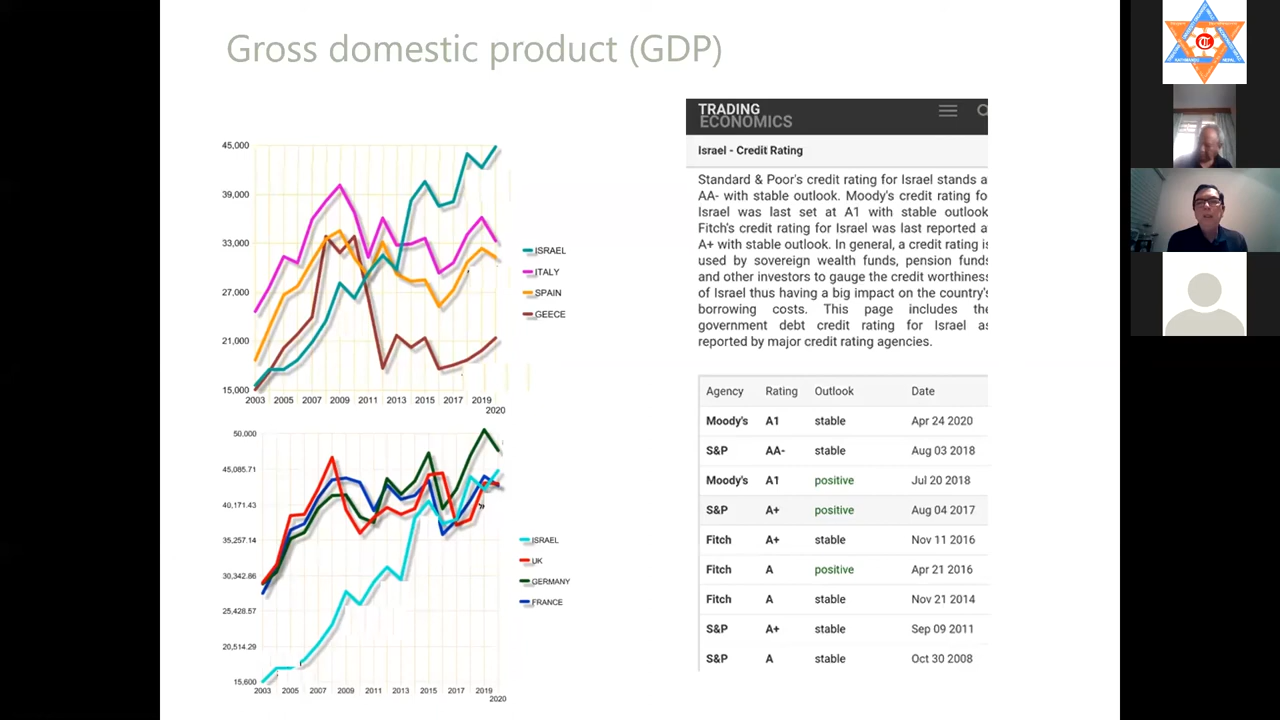 Gross domestic product (GDP)
45,000
39,000
33,000
27,000
21,000
15,000
2003 2005 2007 2009 2011 2013 2015 2017 2019
2020
ISRAEL
ITALY
SPAIN
GEECE
50,000
45,085.71
40,171.43
35,257.14
30,342.86
25,428.57
20,514.29
15,600
2003 2005 2007 2009 2011 2013 2015 2017 2019
2020
ISRAEL
UK
GERMANY
FRANCE
TRADING
ECONOMICS
Israel - Credit Rating
Standard & Poor's credit rating for Israel stands a
AA- with stable outlook. Moody's credit rating fo
Israel was last set at A1 with stable outlook
Fitch's credit rating for Israel was last reported a
A+ with stable outlook. In general, a credit rating is
used by sovereign wealth funds, pension funds
and other investors to gauge the credit worthiness
of Israel thus having a big impact on the country's
borrowing costs. This page includes the
government debt credit rating for Israel as
reported by major credit rating agencies.
Agency Rating Outlook Date
Moody's A1 stable Apr 24 2020
S&P AA- stable Aug 03 2018
Moody's A1 positive Jul 20 2018
S&P A+ positive Aug 04 2017
Fitch A+ stable Nov 11 2016
Fitch A positive Apr 21 2016
Fitch A stable Nov 21 2014
S&P A+ stable Sep 09 2011
S&P A stable Oct 30 2008